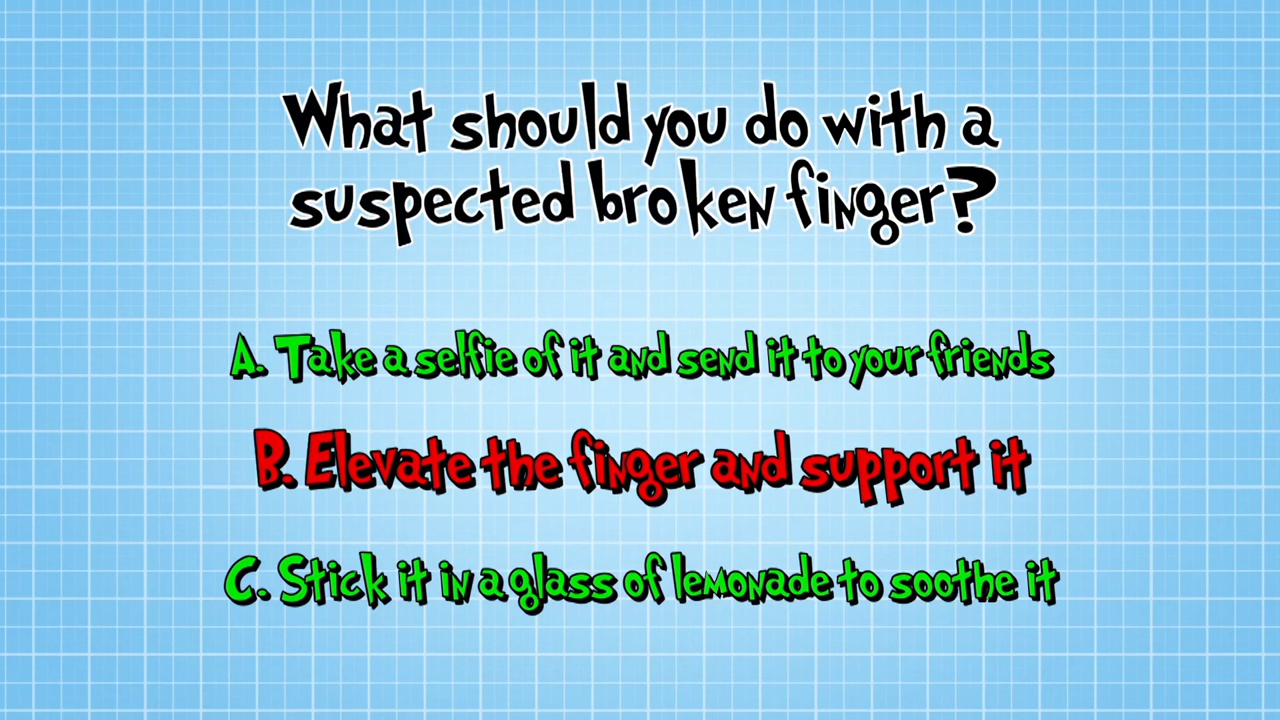 What should you do with a
suspected broken finger?
A. Take a selfie of it and send it to your friends
B. Elevate the finger and support it
C. Stick it in a glass of lemonade to soothe it